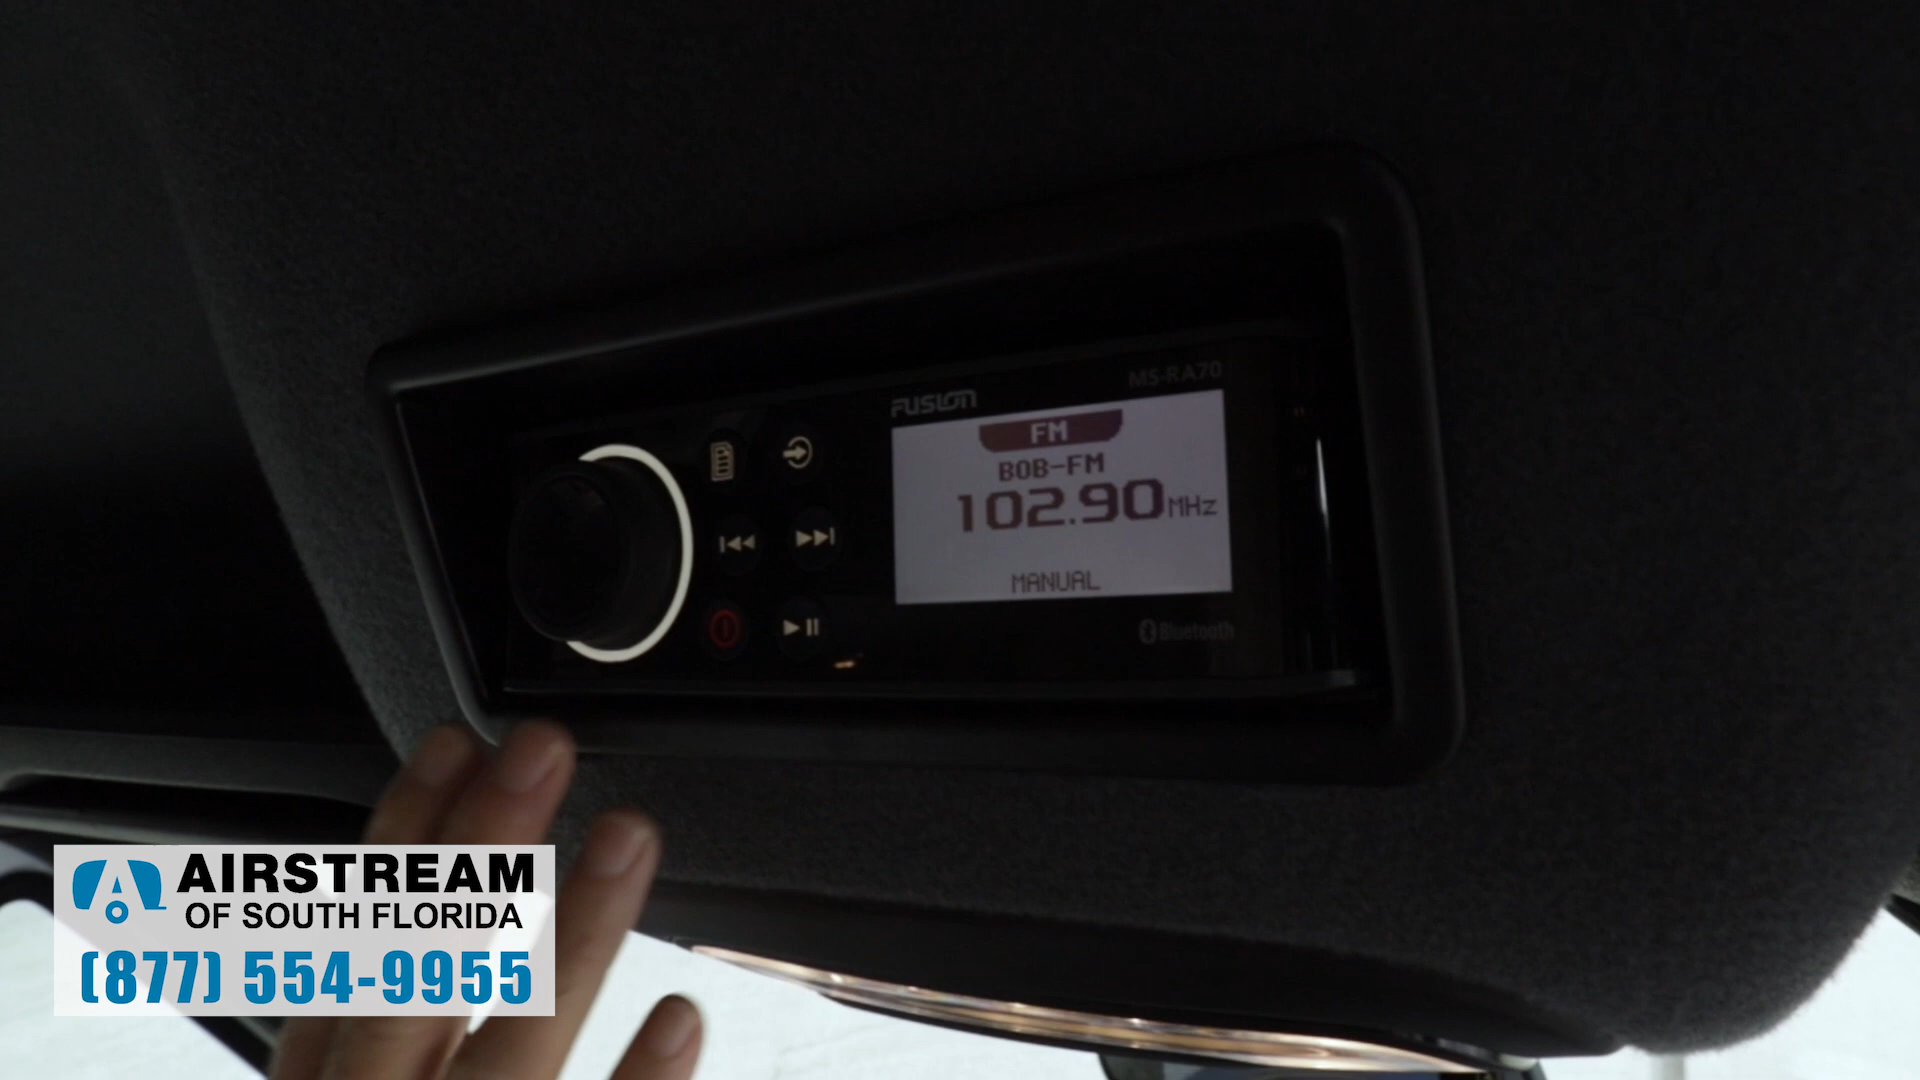 MS-RA70
FUSION
FM
BOB-FM
102.90MHz
MANUAL
Bluetooth
AIRSTREAM
OF SOUTH FLORIDA
(877) 554-9955